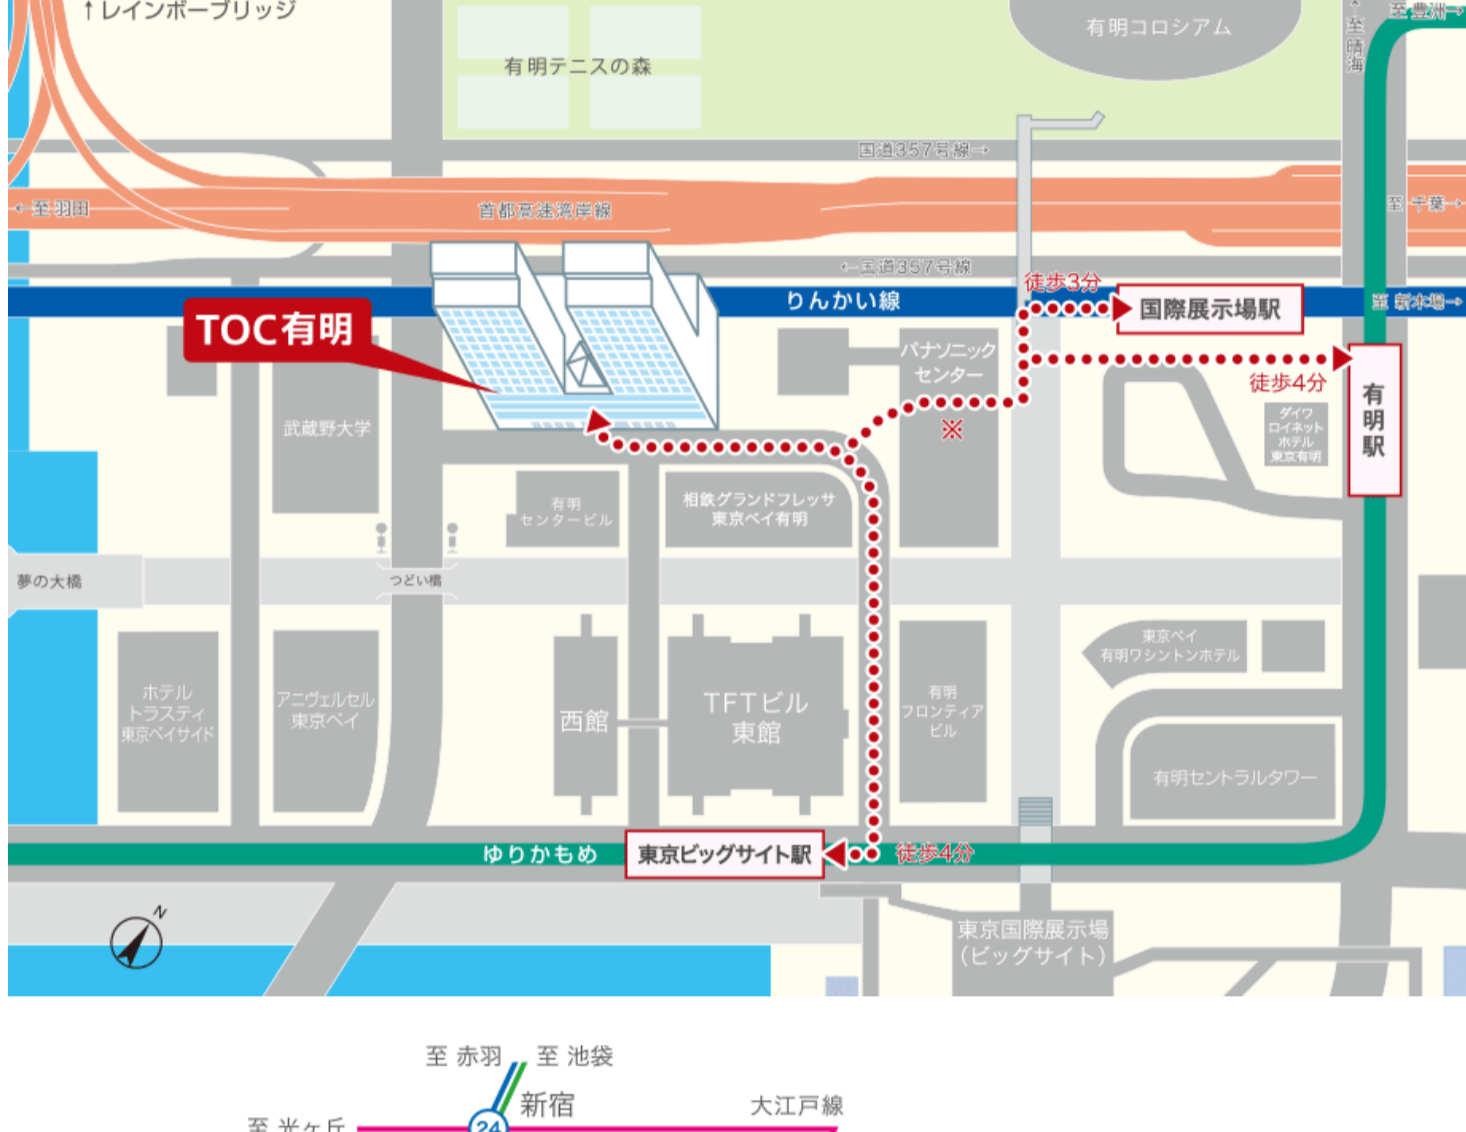 ↑レインボーブリッジ
有明テニスの森
有明コロシアム
↑至晴海
至 豊洲→
国道357号線→
←至 羽田
首都高速湾岸線
至 千葉→
←国道357号線
りんかい線
徒歩3分
国際展示場駅
至 新木場→
TOC有明
パナソニック
センター
※
徒歩4分
有明駅
ダイワ
ロイネット
ホテル
東京有明
武蔵野大学
有明
センタービル
相鉄グランドフレッサ
東京ベイ有明
夢の大橋
つどい橋
ホテル
トラスティ
東京ベイサイド
アニヴェルセル
東京ベイ
西館
TFTビル
東館
有明
フロンティア
ビル
東京ベイ
有明ワシントンホテル
有明セントラルタワー
ゆりかもめ
東京ビッグサイト駅
徒歩4分
N
東京国際展示場
（ビッグサイト）
至 赤羽
至 池袋
新宿
大江戸線
至 光ヶ丘
24